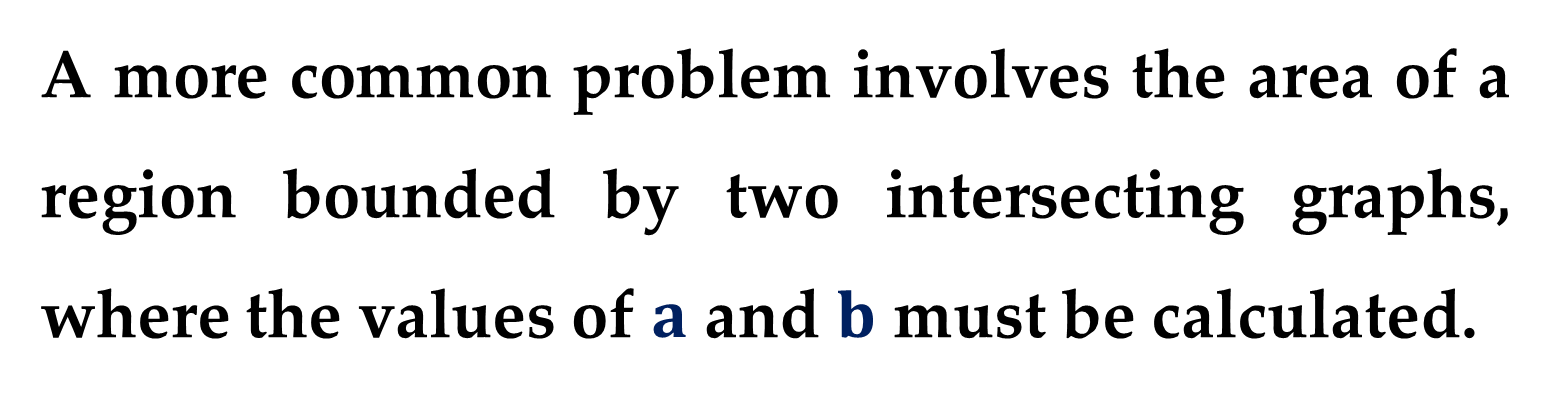 A more common problem involves the area of a
region bounded by two intersecting graphs,
where the values of a and b must be calculated.